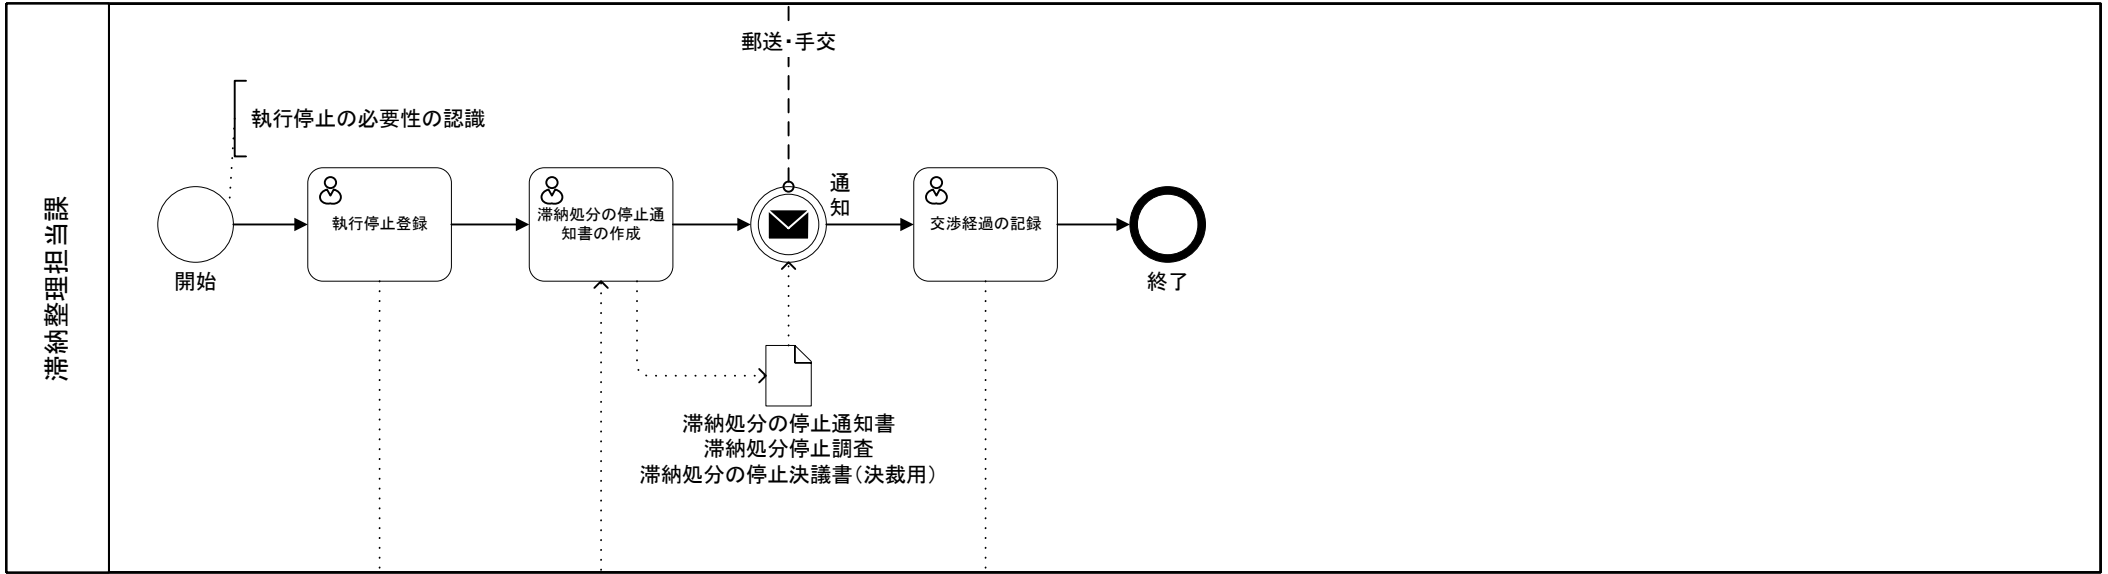 郵送・手交
執行停止の必要性の認識
滞納整理担当課
開始
執行停止登録
滞納処分の停止通
知書の作成
通
知
交渉経過の記録
終了
滞納処分の停止通知書
滞納処分停止調査
滞納処分の停止決議書（決裁用）